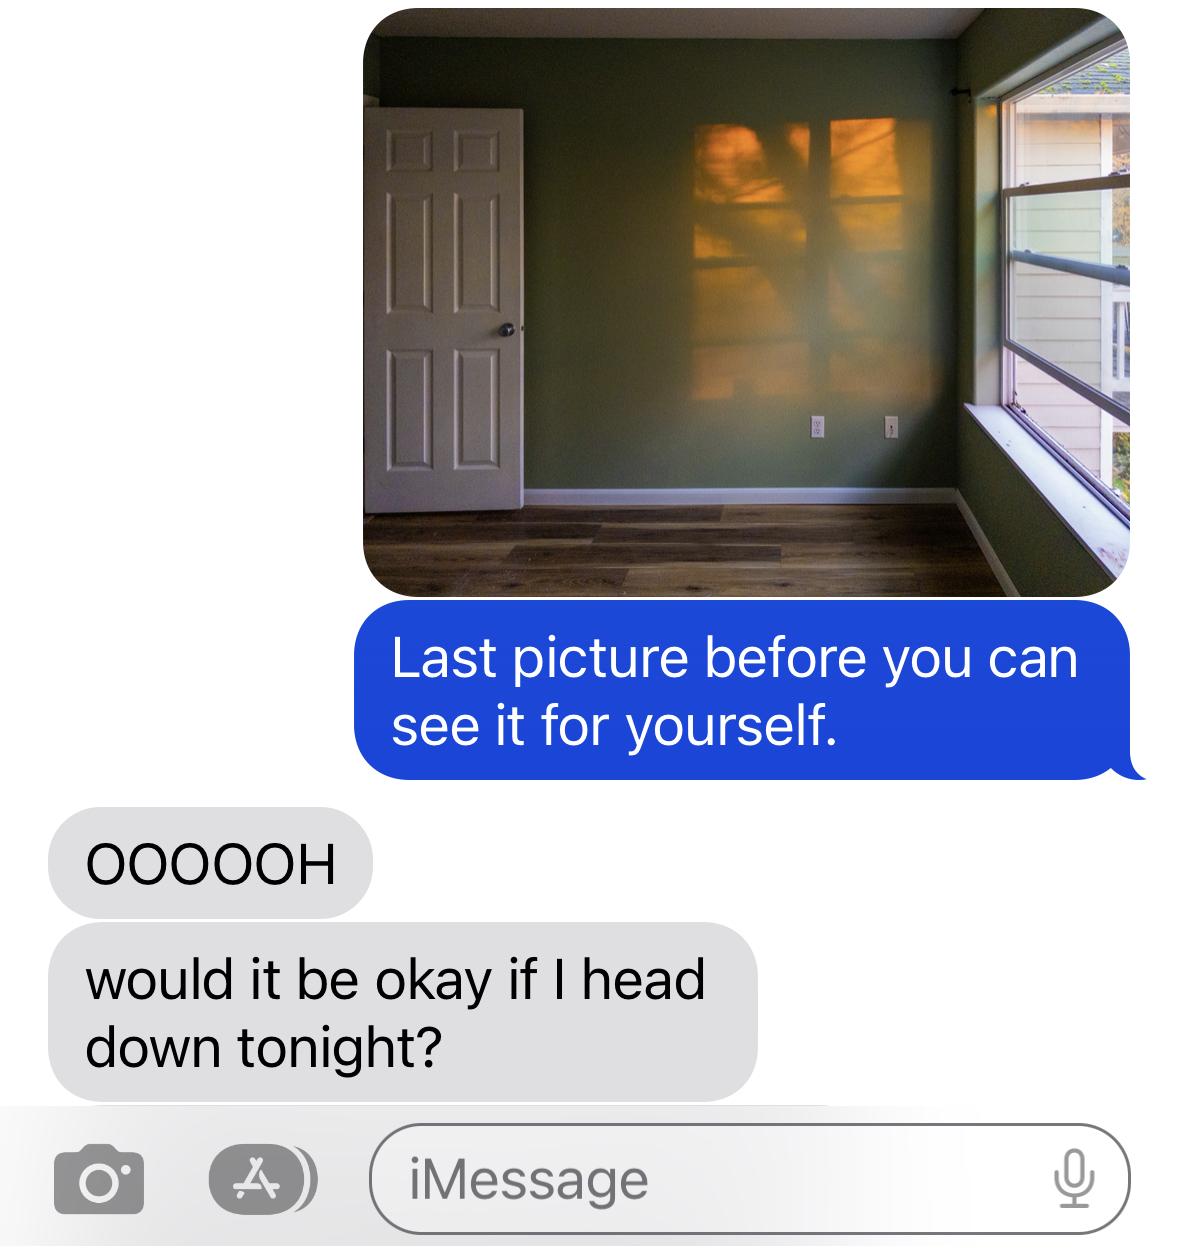 Last picture before you can
see it for yourself.
OOOOOH
would it be okay if I head
down tonight?
iMessage